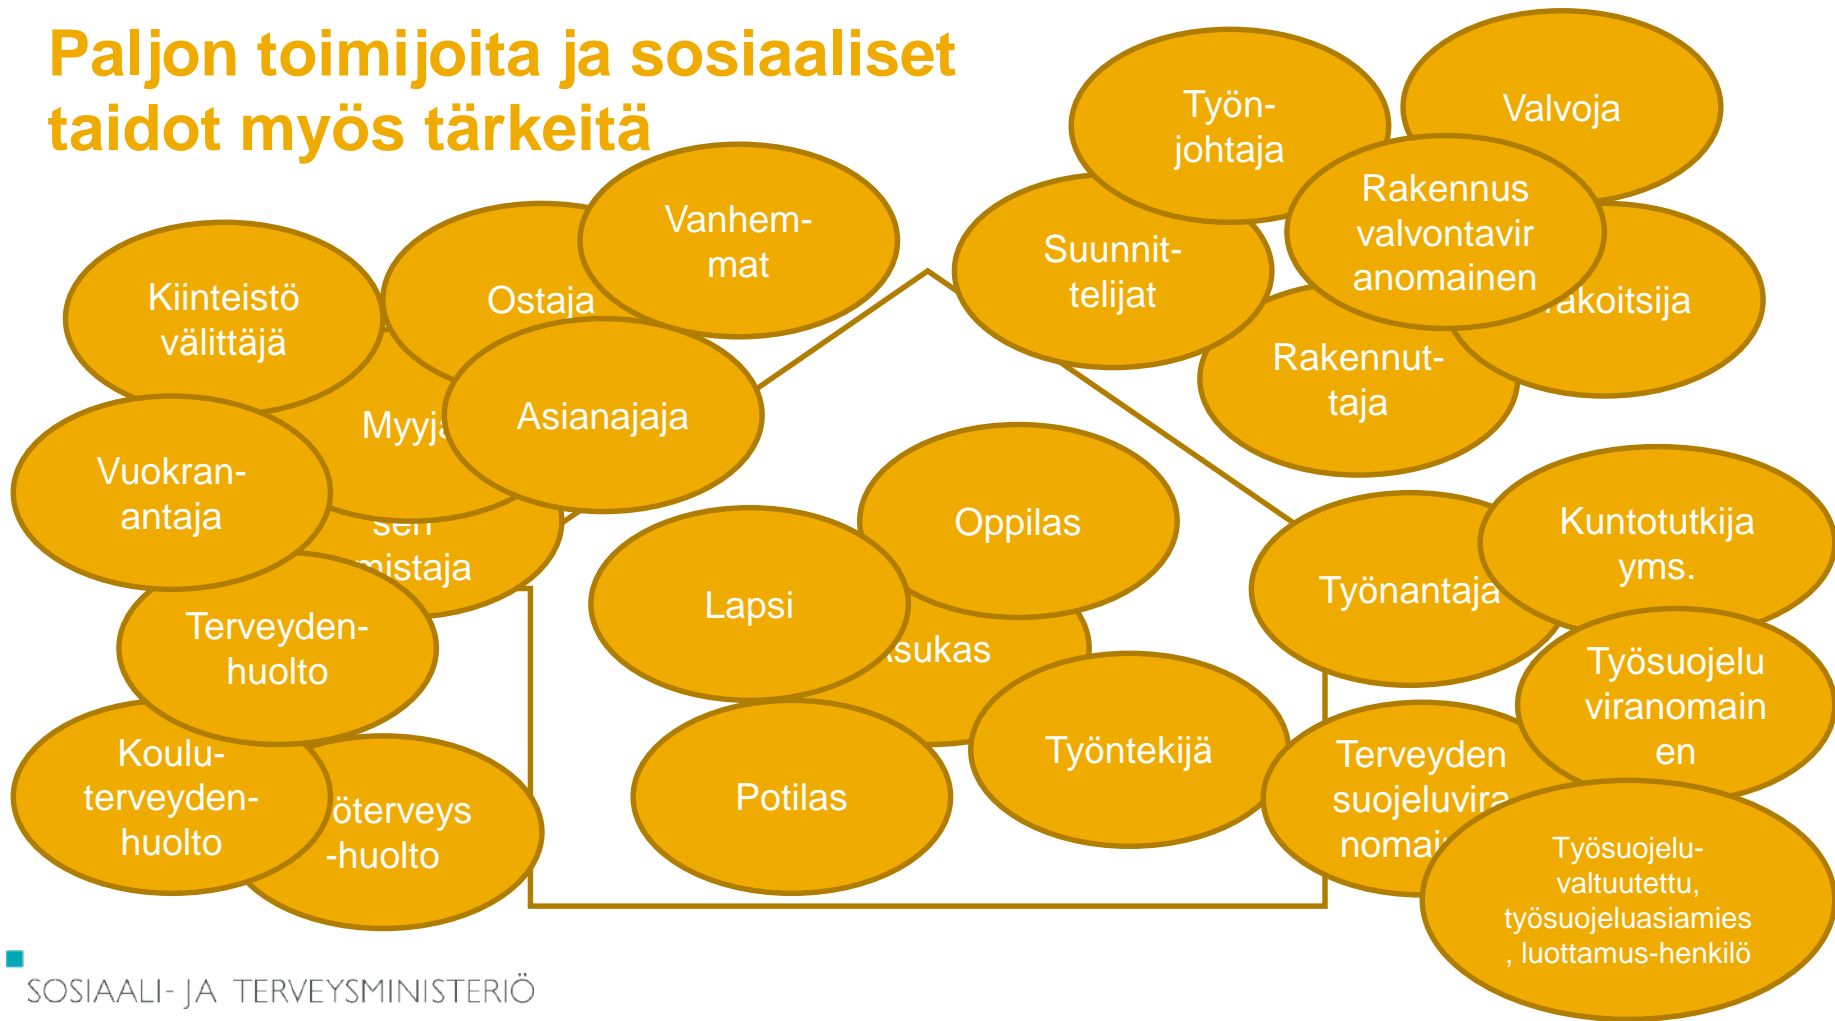 Paljon toimijoita ja sosiaaliset
taidot myös tärkeitä
Työn-
johtaja
Valvoja
Vanhem-
mat
Rakennus
valvontavir
anomainen
Suunnit-
telijat
Kiinteistö
välittäjä
Ostaja
Rakennut-
taja
Asianajaja
Vuokran-
antaja
Oppilas
Kuntotutkija
yms.
Lapsi
Työnantaja
Terveyden-
huolto
Työsuojelu
viranomain
en
Työntekijä
Potilas
Koulu-
terveyden-
huolto
-huolto
Terveyden
Työsuojelu-
valtuutettu,
työsuojeluasiamies
, luottamus-henkilö
SOSIAALI- JA TERVEYSMINISTERIÖ